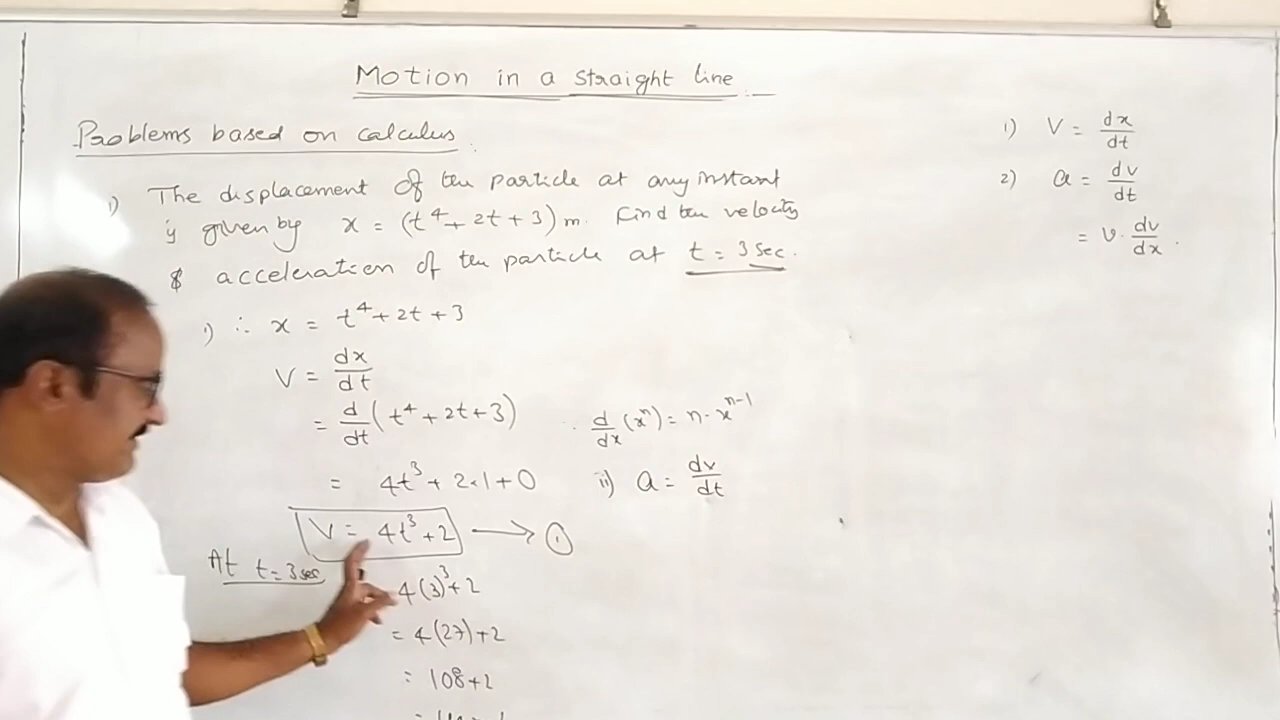 Motion in a straight line
Problems based on calculus
1) The displacement of the particle at any instant
is given by x = (t⁴ + 2t + 3) m. Find the velocity
& acceleration of the particle at t = 3 sec.
i) ∴ x = t⁴ + 2t + 3
V = dx/dt
= d/dt (t⁴ + 2t + 3)
= 4t³ + 2·1 + 0
V = 4t³ + 2 → ①
At t = 3 sec
4(3)³ + 2
= 4(27) + 2
= 108 + 2
d/dx (xⁿ) = n·xⁿ⁻¹
ii) a = dv/dt
1) V = dx/dt
2) a = dv/dt
= v·dv/dx.